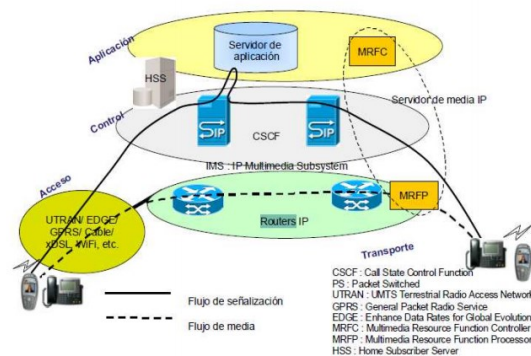 Aplicación
Servidor de
aplicación
MRFC
HSS
Servidor de media IP
Control
SIP
SIP
CSCF
IMS : IP Multimedia Subsystem
Acceso
UTRAN/ EDGE/
GPRS/ Cable/
xDSL, WiFi, etc.
Routers IP
MRFP
Transporte
Flujo de señalización
Flujo de media
CSCF : Call State Control Function
PS : Packet Switched
UTRAN : UMTS Terrestrial Radio Access Network
GPRS : General Packet Radio Service
EDGE : Enhance Data Rates for Global Evolution
MRFC : Multimedia Resource Function Controller
MRFP : Multimedia Resource Function Processor
HSS : Home Subscriber Server